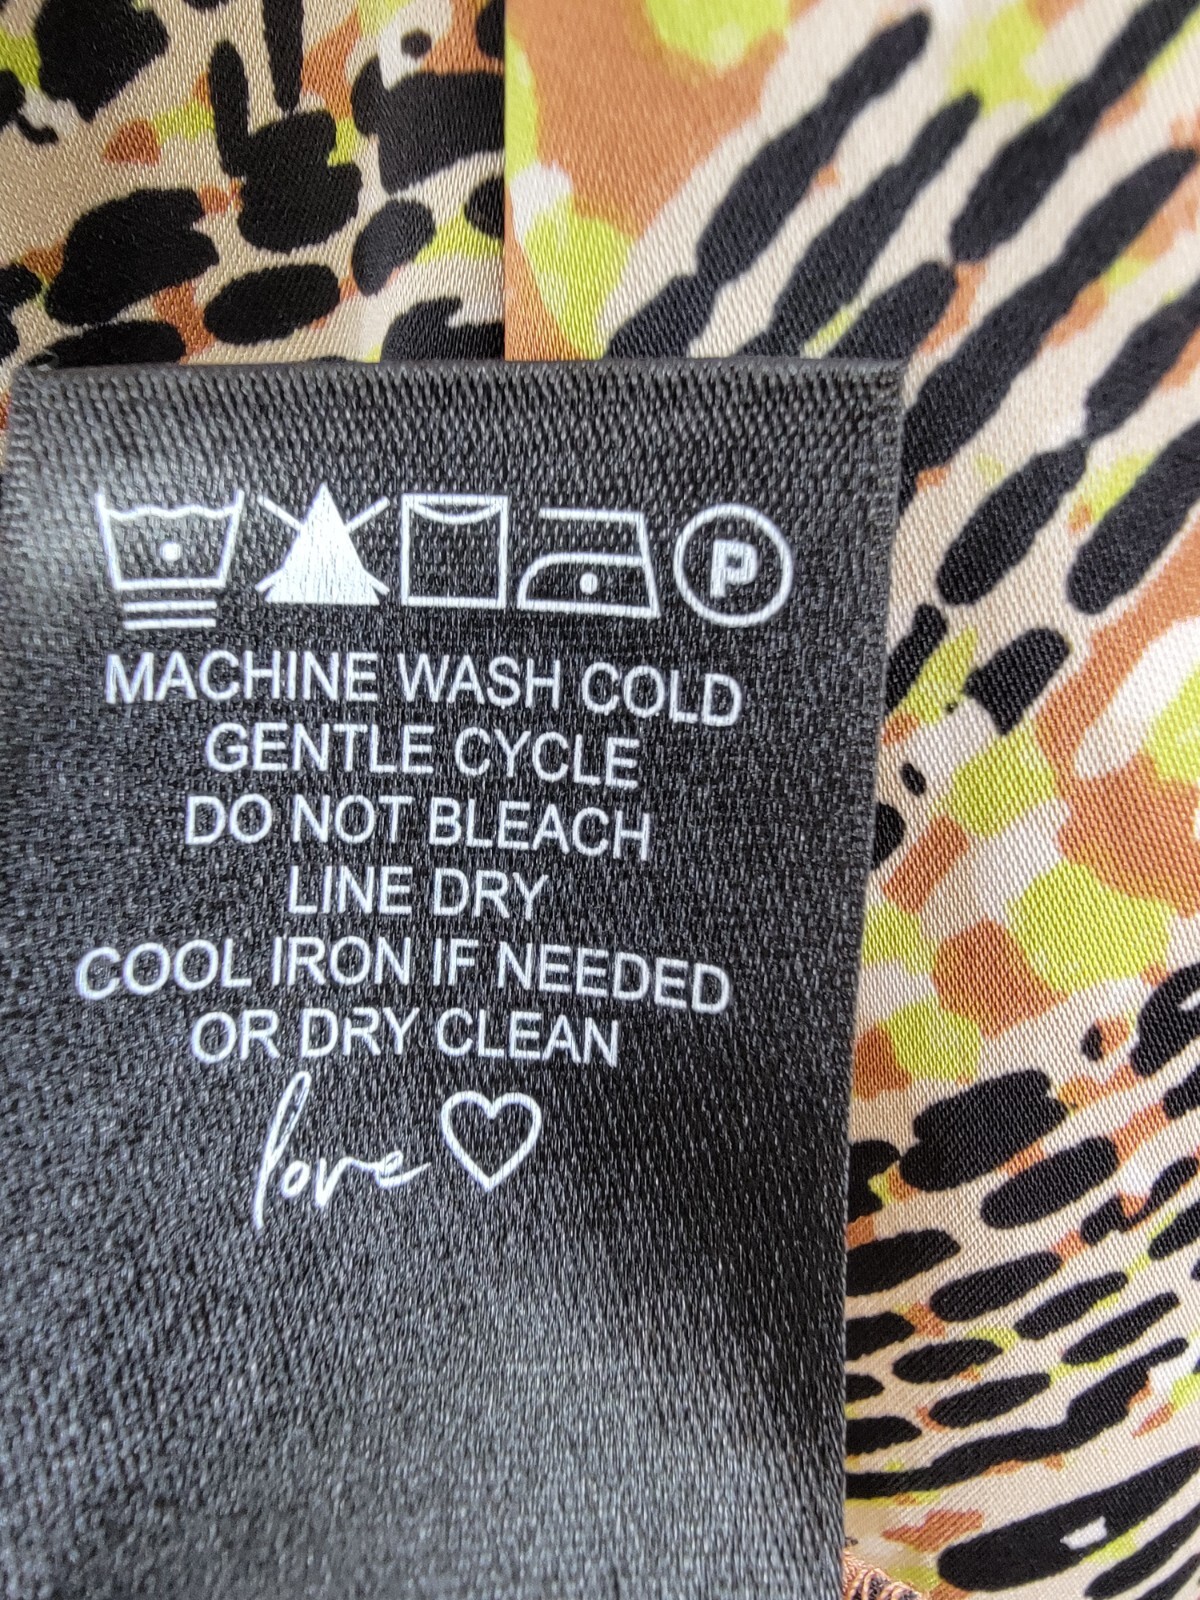 P
MACHINE WASH COLD
GENTLE CYCLE
DO NOT BLEACH
LINE DRY
COOL IRON IF NEEDED
OR DRY CLEAN
love